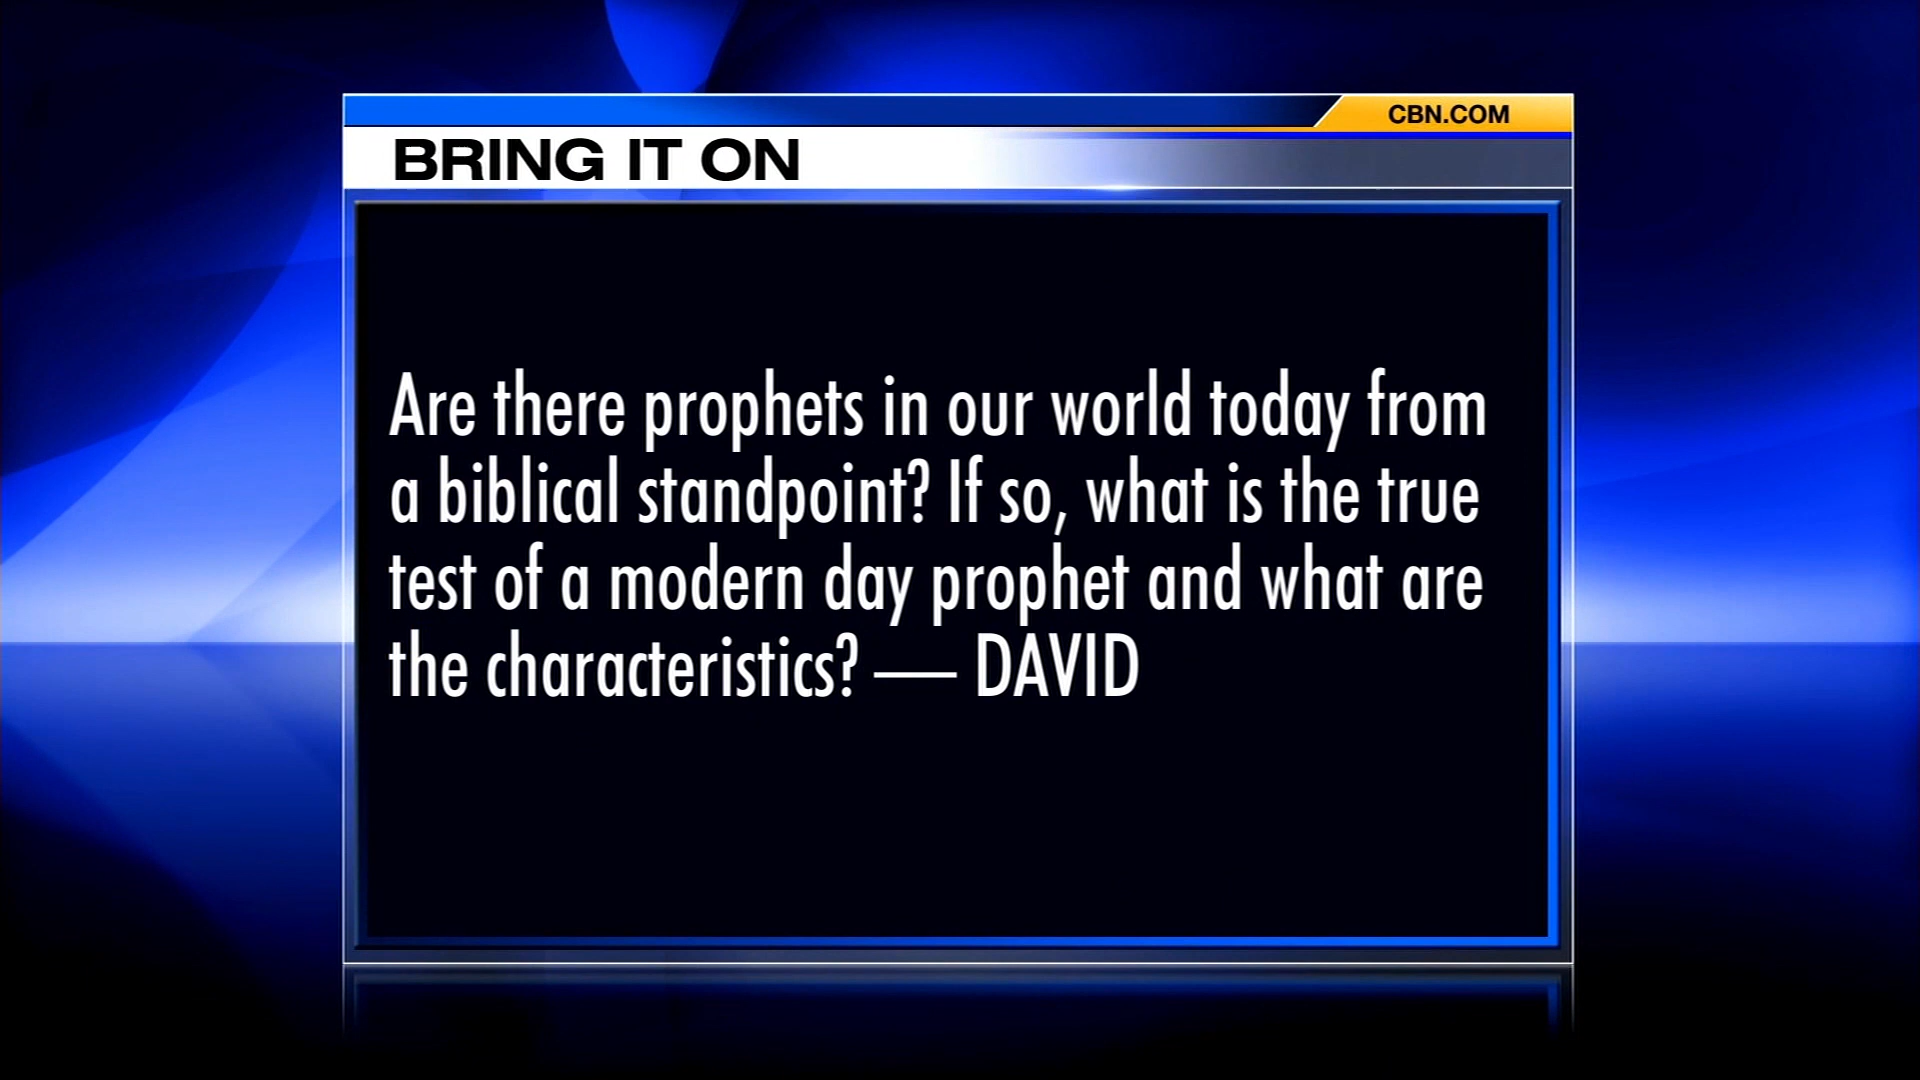 CBN.COM
BRING IT ON
Are there prophets in our world today from
a biblical standpoint? If so, what is the true
test of a modern day prophet and what are
the characteristics? — DAVID